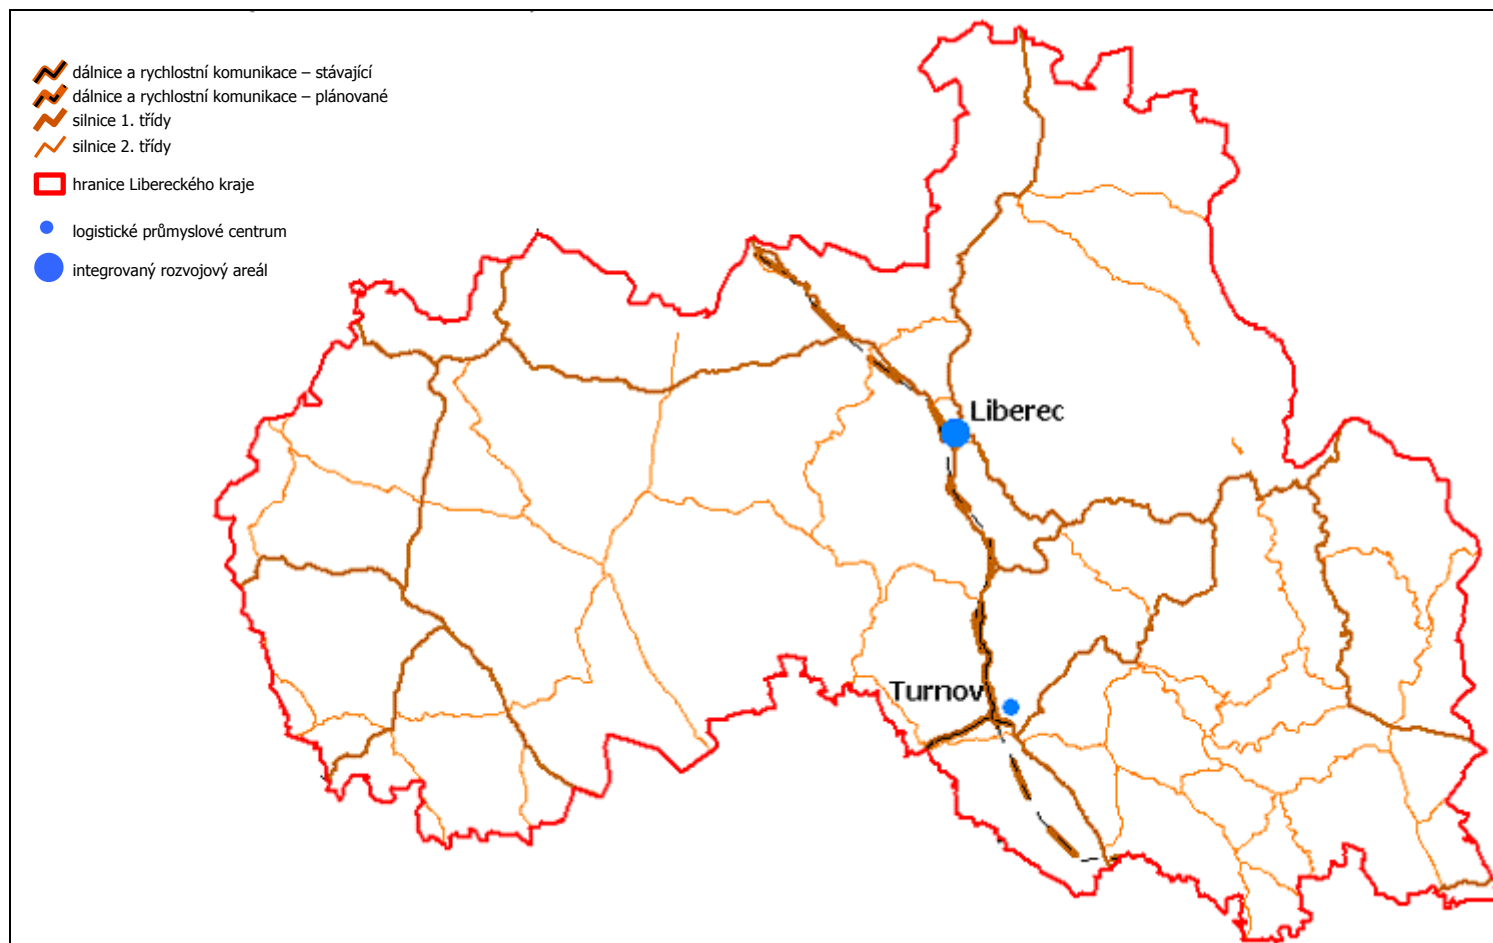 dálnice a rychlostní komunikace – stávající
dálnice a rychlostní komunikace – plánované
silnice 1. třídy
silnice 2. třídy
hranice Libereckého kraje
logistické průmyslové centrum
integrovaný rozvojový areál
Liberec
Turnov